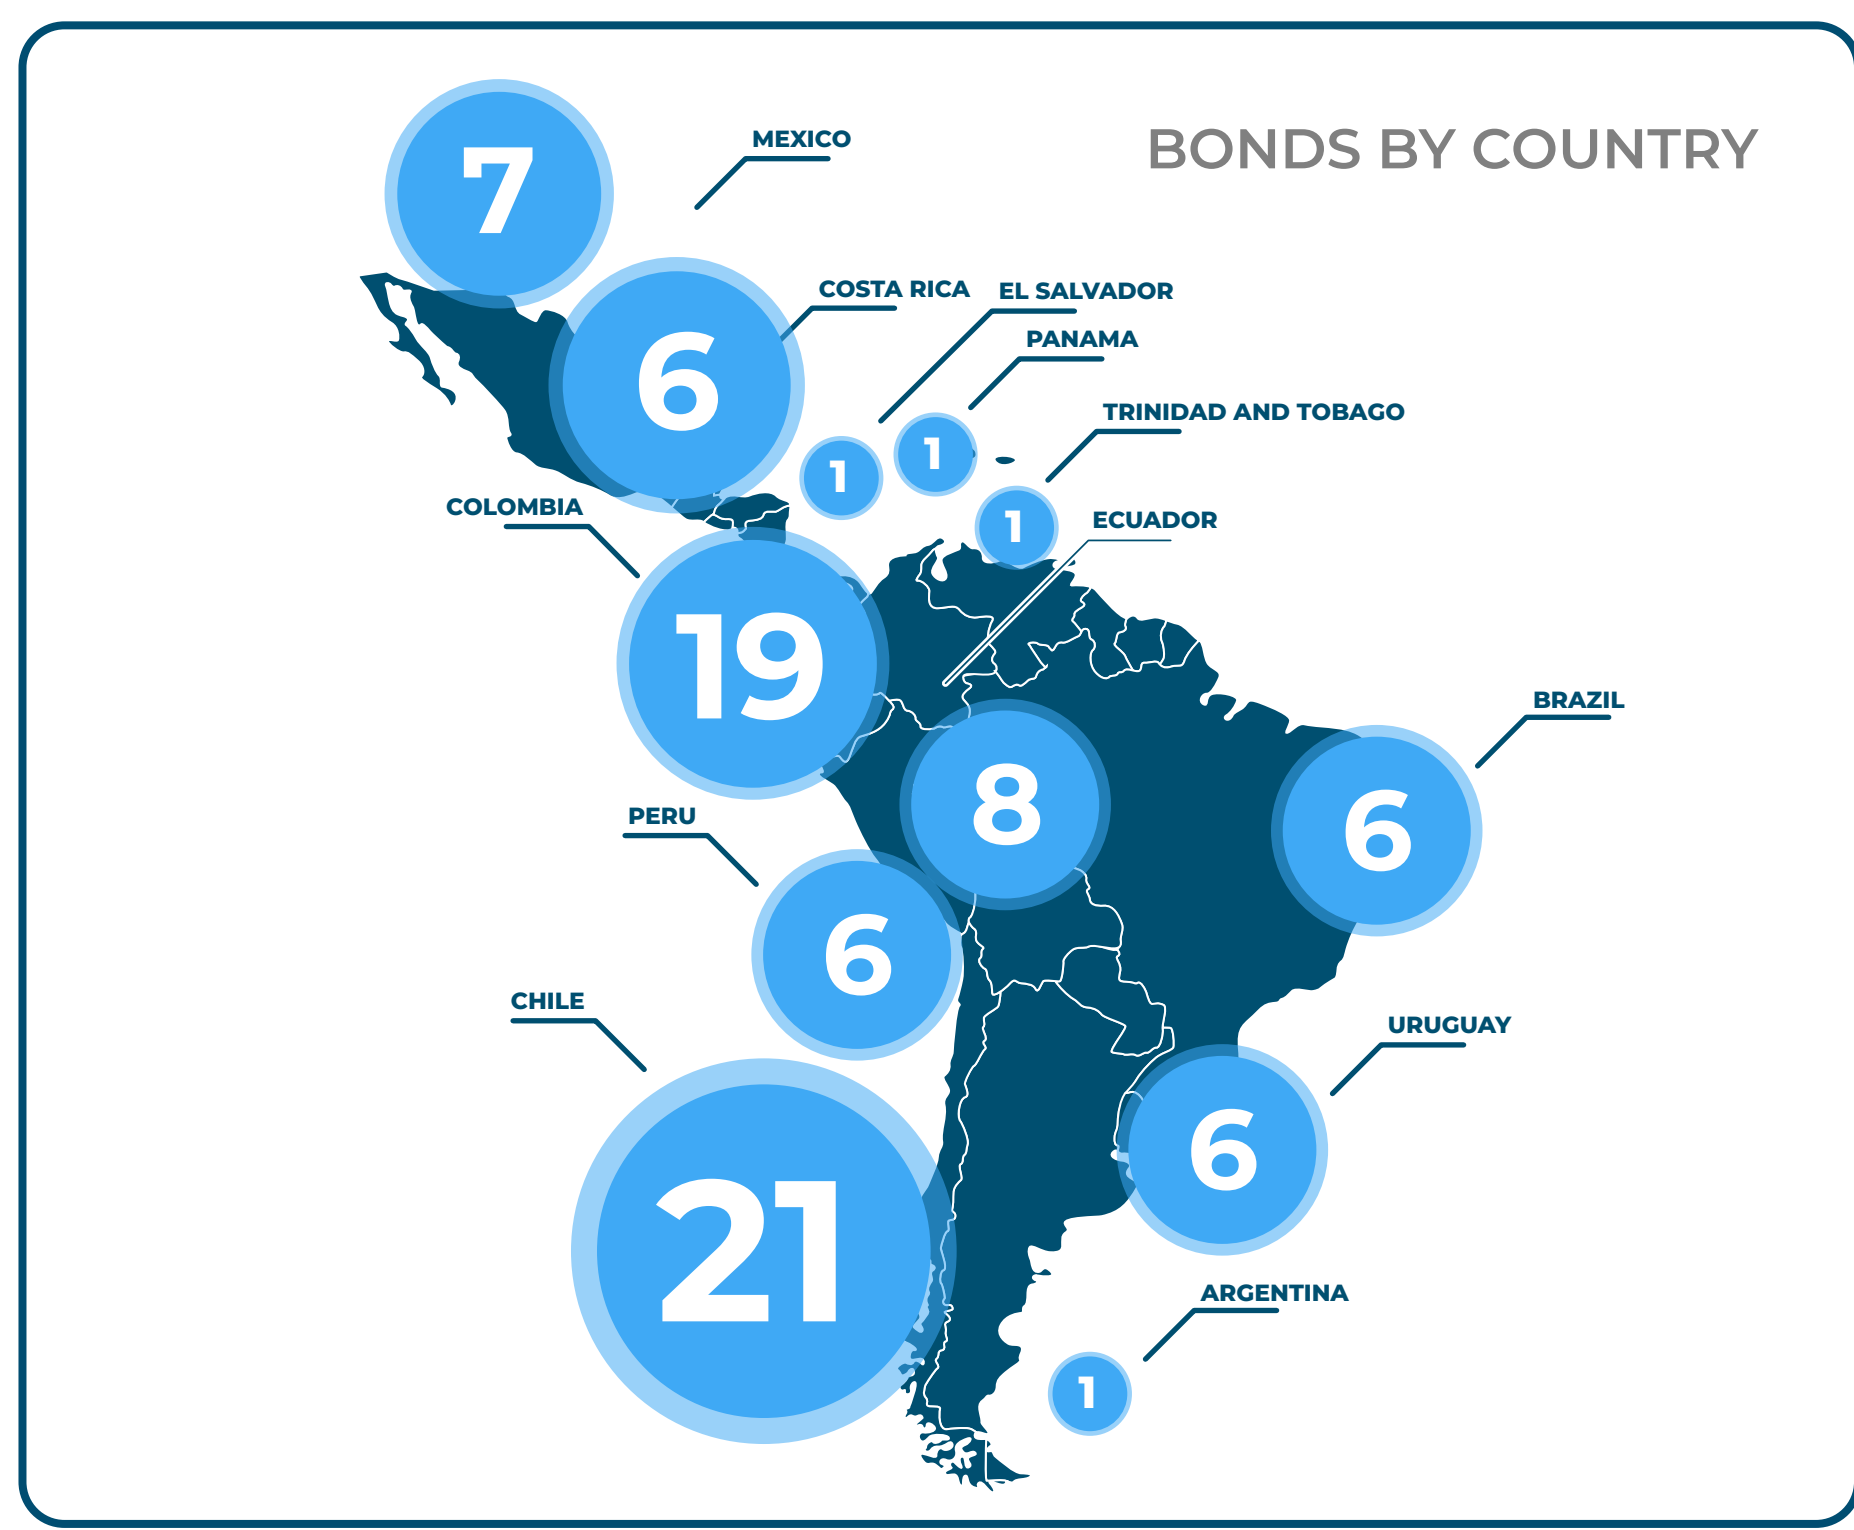 BONDS BY COUNTRY
MEXICO
7
COSTA RICA
6
EL SALVADOR
1
PANAMA
1
TRINIDAD AND TOBAGO
1
COLOMBIA
19
ECUADOR
8
BRAZIL
6
PERU
6
CHILE
21
URUGUAY
6
ARGENTINA
1